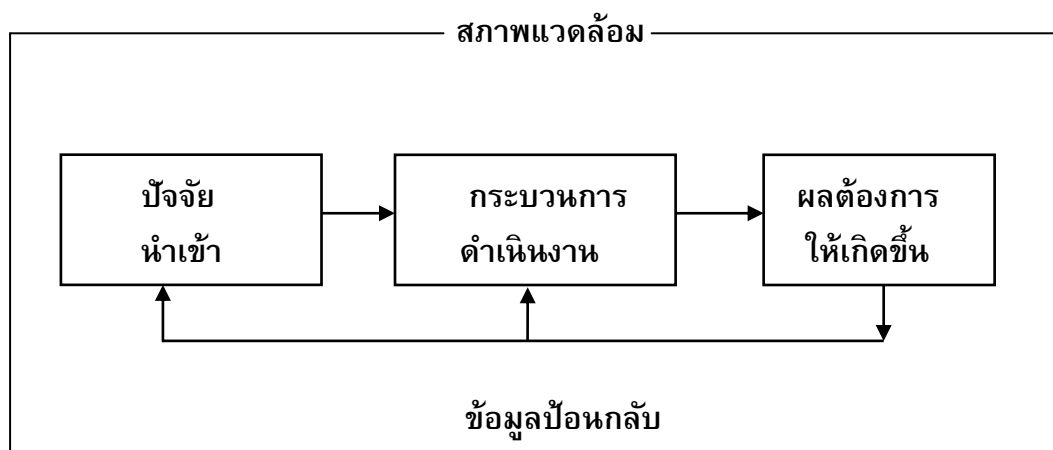 สภาพแวดล้อม
ปัจจัย
นำเข้า
กระบวนการ
ดำเนินงาน
ผลต้องการ
ให้เกิดขึ้น
ข้อมูลป้อนกลับ